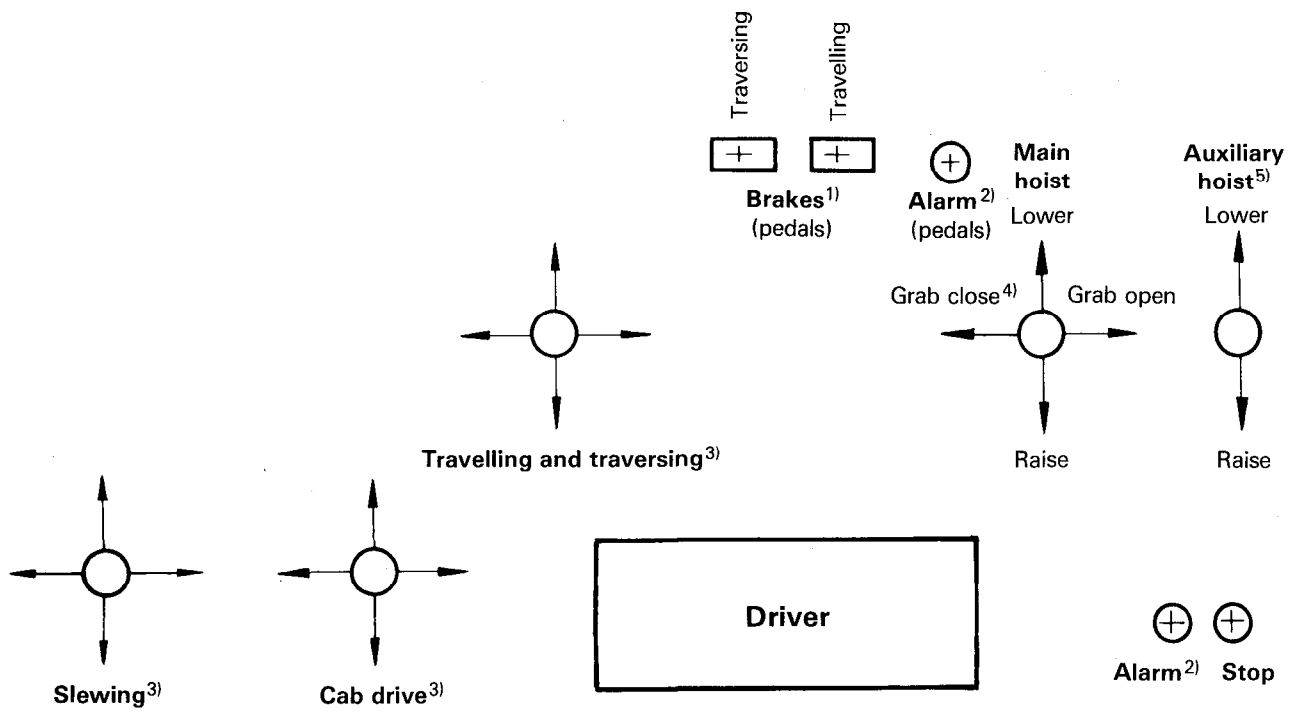 Traversing
Travelling
Brakes1)
(pedals)
Alarm2)
(pedals)
Main
hoist
Lower
Auxiliary
hoist5)
Lower
Grab close4)
Grab open
Travelling and traversing3)
Raise
Raise
Driver
Slewing3)
Cab drive3)
Alarm2)
Stop